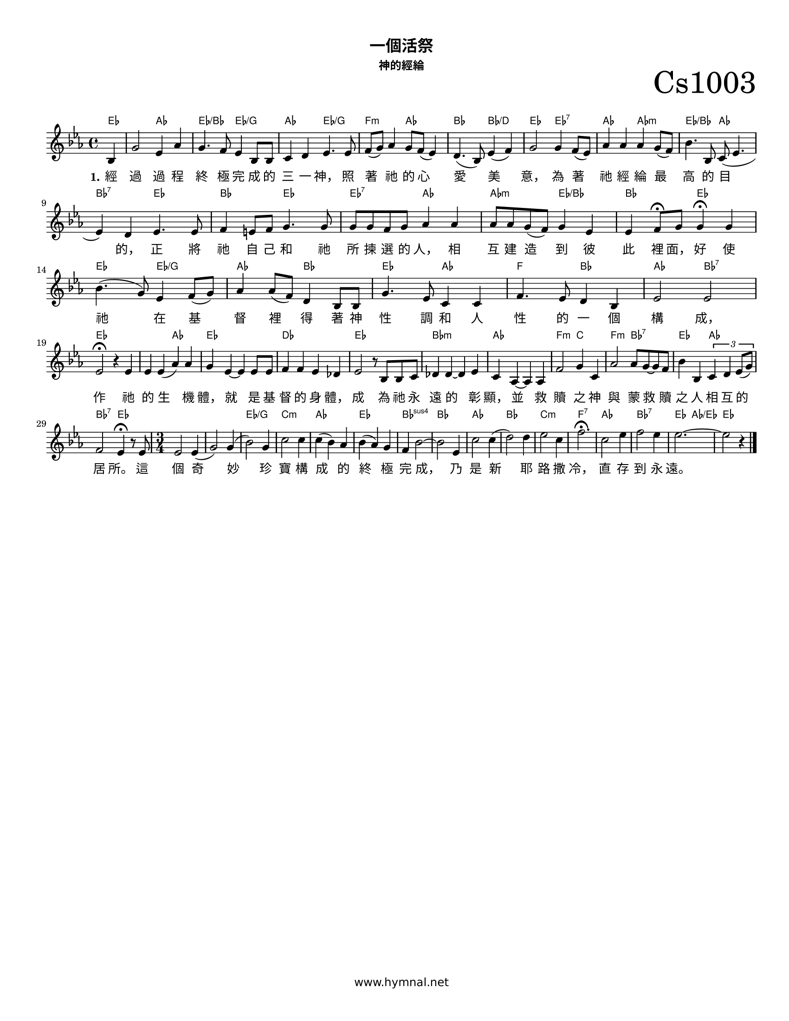 一個活祭
神的經綸
Cs1003
E♭ A♭ E♭/B♭ E♭/G A♭ E♭/G Fm A♭ B♭ B♭/D E♭ E♭7 A♭ A♭m E♭/B♭ A♭
1. 經 過 過 程 終 極 完 成 的 三 一 神， 照 著 祂 的 心 愛 美 意， 為 著 祂 經 綸 最 高 的 目
B♭7 E♭ B♭ E♭ E♭7 A♭ A♭m E♭/B♭ B♭ E♭
9
的， 正 將 祂 自 己 和 祂 所 揀 選 的 人， 相 互 建 造 到 彼 此 裡 面， 好 使
E♭ E♭/G A♭ B♭ E♭ A♭ F B♭ A♭ B♭7
14
祂 在 基 督 裡 得 著 神 性 調 和 人 性 的 一 個 構 成，
E♭ A♭ E♭ D♭ E♭ B♭m A♭ Fm C Fm B♭7 E♭ A♭
19
3
作 祂 的 生 機 體， 就 是 基 督 的 身 體， 成 為 祂 永 遠 的 彰 顯， 並 救 贖 之 神 與 蒙 救 贖 之 人 相 互 的
B♭7 E♭ E♭/G Cm A♭ E♭ B♭sus4 B♭ A♭ B♭ Cm F7 A♭ B♭7 E♭ A♭/E♭ E♭
29
3
4
居 所。 這 個 奇 妙 珍 寶 構 成 的 終 極 完 成， 乃 是 新 耶 路 撒 冷， 直 存 到 永 遠。
www.hymnal.net